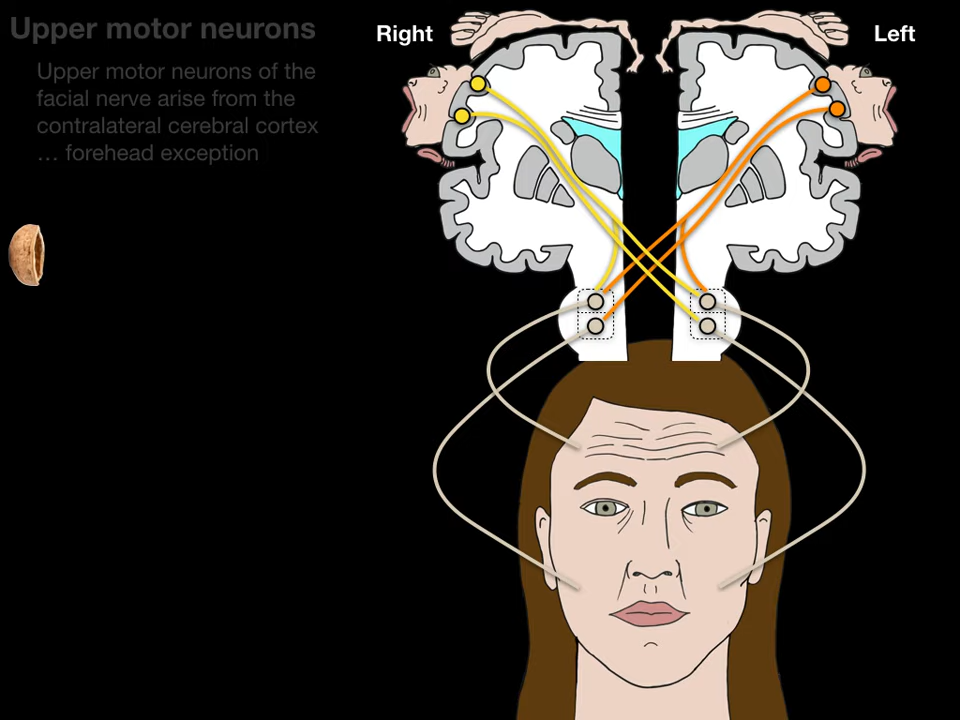 Upper motor neurons
Right
Left
Upper motor neurons of the
facial nerve arise from the
contralateral cerebral cortex
… forehead exception